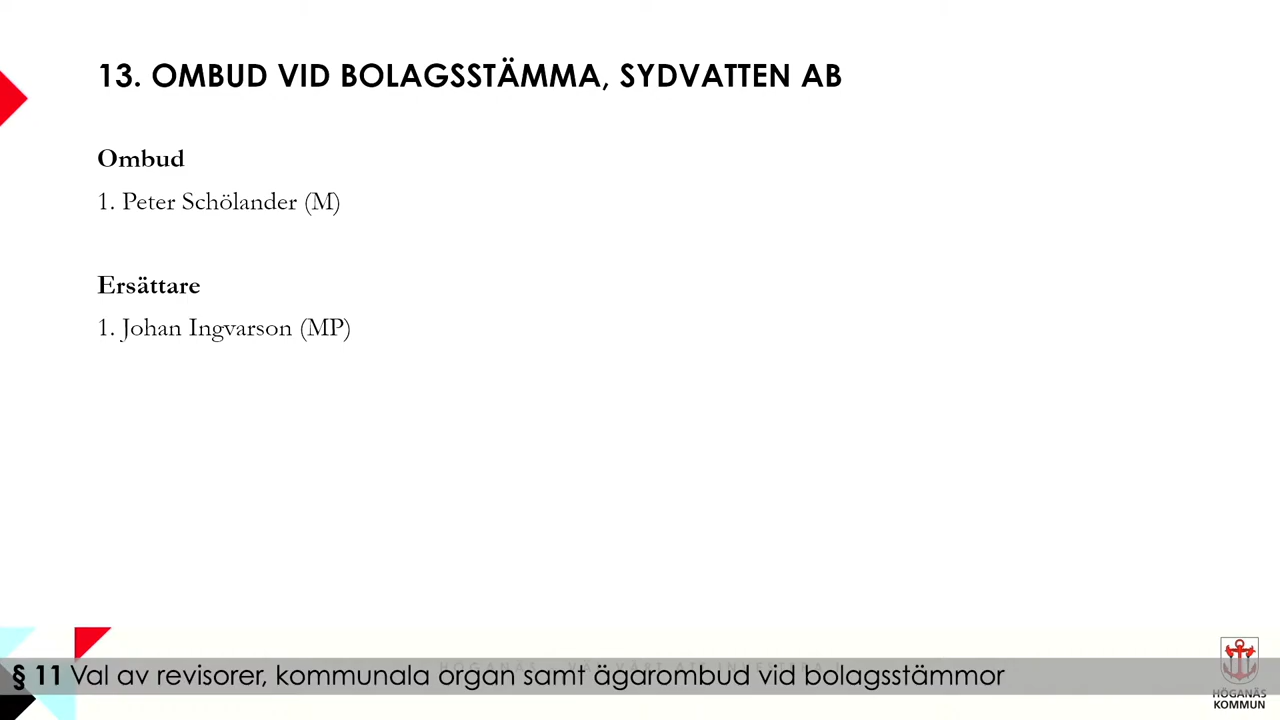 13. OMBUD VID BOLAGSSTÄMMA, SYDVATTEN AB
Ombud
1. Peter Schölander (M)
Ersättare
1. Johan Ingvarson (MP)
§ 11 Val av revisorer, kommunala organ samt ägarombud vid bolagsstämmor
HÖGANÄS
KOMMUN